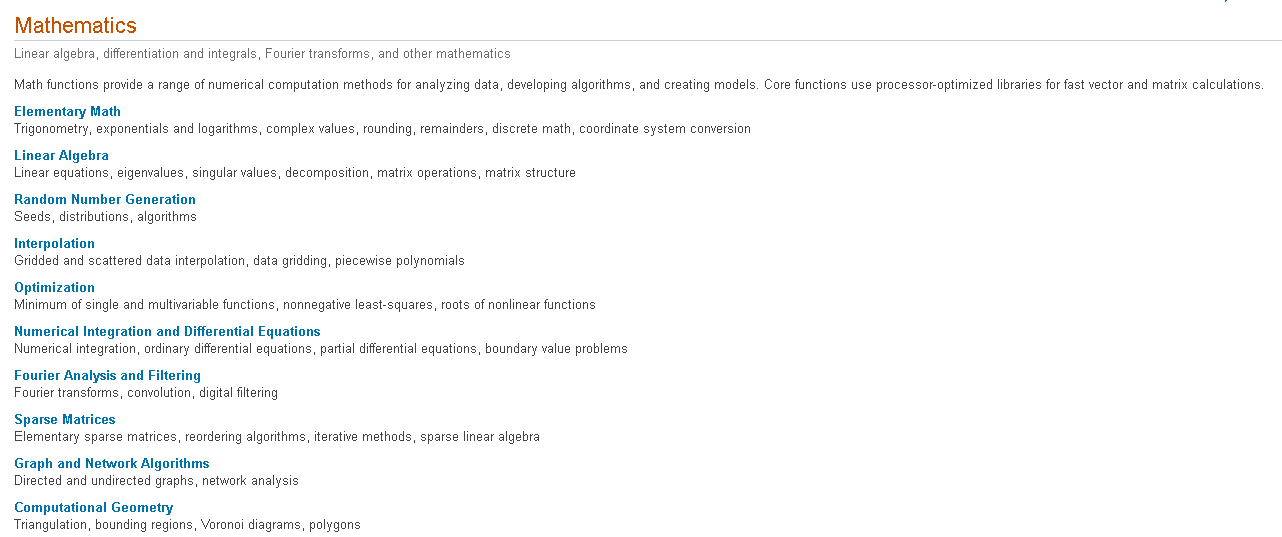 Mathematics
Linear algebra, differentiation and integrals, Fourier transforms, and other mathematics
Math functions provide a range of numerical computation methods for analyzing data, developing algorithms, and creating models. Core functions use processor-optimized libraries for fast vector and matrix calculations.
Elementary Math
Trigonometry, exponentials and logarithms, complex values, rounding, remainders, discrete math, coordinate system conversion
Linear Algebra
Linear equations, eigenvalues, singular values, decomposition, matrix operations, matrix structure
Random Number Generation
Seeds, distributions, algorithms
Interpolation
Gridded and scattered data interpolation, data gridding, piecewise polynomials
Optimization
Minimum of single and multivariable functions, nonnegative least-squares, roots of nonlinear functions
Numerical Integration and Differential Equations
Numerical integration, ordinary differential equations, partial differential equations, boundary value problems
Fourier Analysis and Filtering
Fourier transforms, convolution, digital filtering
Sparse Matrices
Elementary sparse matrices, reordering algorithms, iterative methods, sparse linear algebra
Graph and Network Algorithms
Directed and undirected graphs, network analysis
Computational Geometry
Triangulation, bounding regions, Voronoi diagrams, polygons